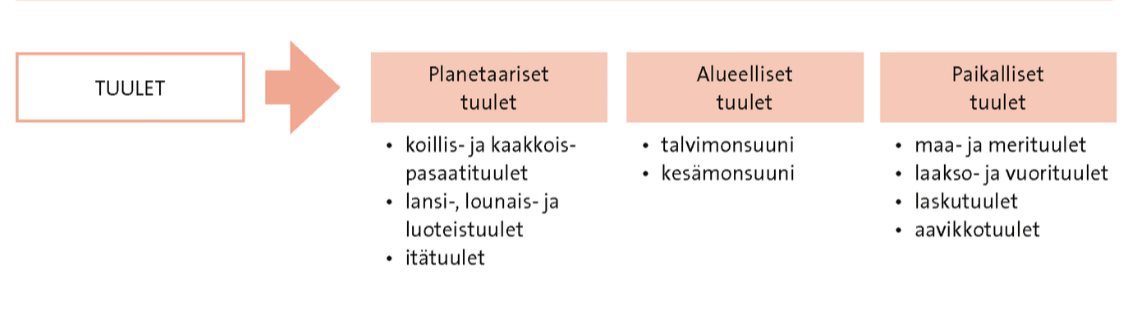 TUULET
Planetaariset
tuulet
• koillis- ja kaakkois-
pasaatituulet
• lansi-, lounais- ja
luoteistuulet
• itätuulet
Alueelliset
tuulet
• talvimonsuuni
• kesämonsuuni
Paikalliset
tuulet
• maa- ja merituulet
• laakso- ja vuorituulet
• laskutuulet
• aavikkotuulet